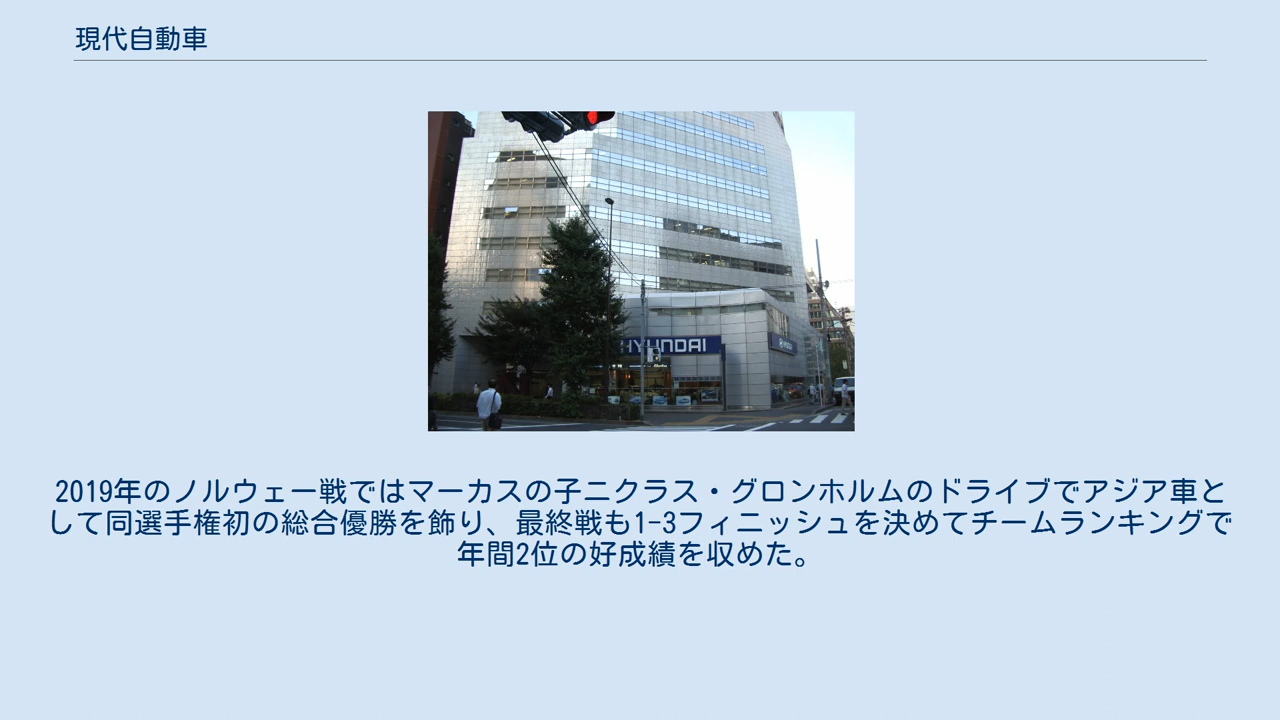 現代自動車
HYUNDAI
2019年のノルウェー戦ではマーカスの子ニクラス・グロンホルムのドライブでアジア車と
して同選手権初の総合優勝を飾り、最終戦も1-3フィニッシュを決めてチームランキングで
年間2位の好成績を収めた。